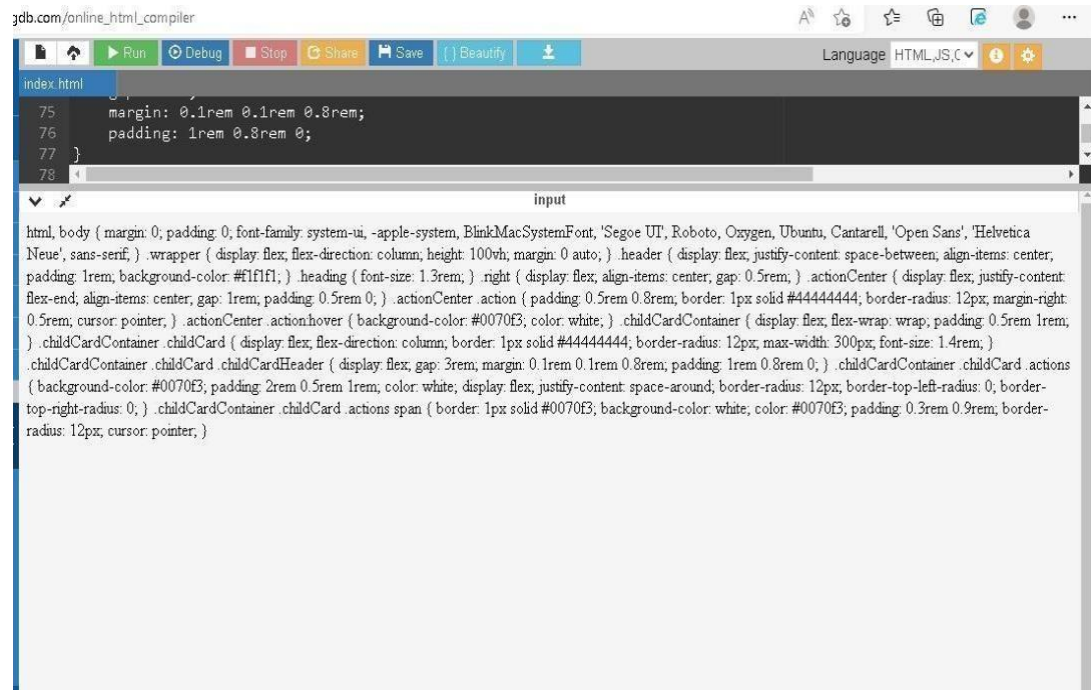 gdb.com/online_html_compiler
Run Debug Stop Share Save { } Beautify Language HTML,JS,C
index.html
75 margin: 0.1rem 0.1rem 0.8rem;
76 padding: 1rem 0.8rem 0;
77 }
78
input
html, body { margin: 0; padding: 0; font-family: system-ui, -apple-system, BlinkMacSystemFont, 'Segoe UI', Roboto, Oxygen, Ubuntu, Cantarell, 'Open Sans', 'Helvetica
Neue', sans-serif; } .wrapper { display: flex; flex-direction: column; height: 100vh; margin: 0 auto; } .header { display: flex; justify-content: space-between; align-items: center;
padding: 1rem; background-color: #f1f1f1; } .heading { font-size: 1.3rem; } .right { display: flex; align-items: center; gap: 0.5rem; } .actionCenter { display: flex; justify-content:
flex-end; align-items: center; gap: 1rem; padding: 0.5rem 0; } .actionCenter .action { padding: 0.5rem 0.8rem; border: 1px solid #44444444; border-radius: 12px; margin-right:
0.5rem; cursor: pointer; } .actionCenter .action:hover { background-color: #0070f3; color: white; } .childCardContainer { display: flex; flex-wrap: wrap; padding: 0.5rem 1rem;
} .childCardContainer .childCard { display: flex; flex-direction: column; border: 1px solid #44444444; border-radius: 12px; max-width: 300px; font-size: 1.4rem; }
.childCardContainer .childCard .childCardHeader { display: flex; gap: 3rem; margin: 0.1rem 0.1rem 0.8rem; padding: 1rem 0.8rem 0; } .childCardContainer .childCard .actions
{ background-color: #0070f3; padding: 2rem 0.5rem 1rem; color: white; display: flex; justify-content: space-around; border-radius: 12px; border-top-left-radius: 0; border-
top-right-radius: 0; } .childCardContainer .childCard .actions span { border: 1px solid #0070f3; background-color: white; color: #0070f3; padding: 0.3rem 0.9rem; border-
radius: 12px; cursor: pointer; }